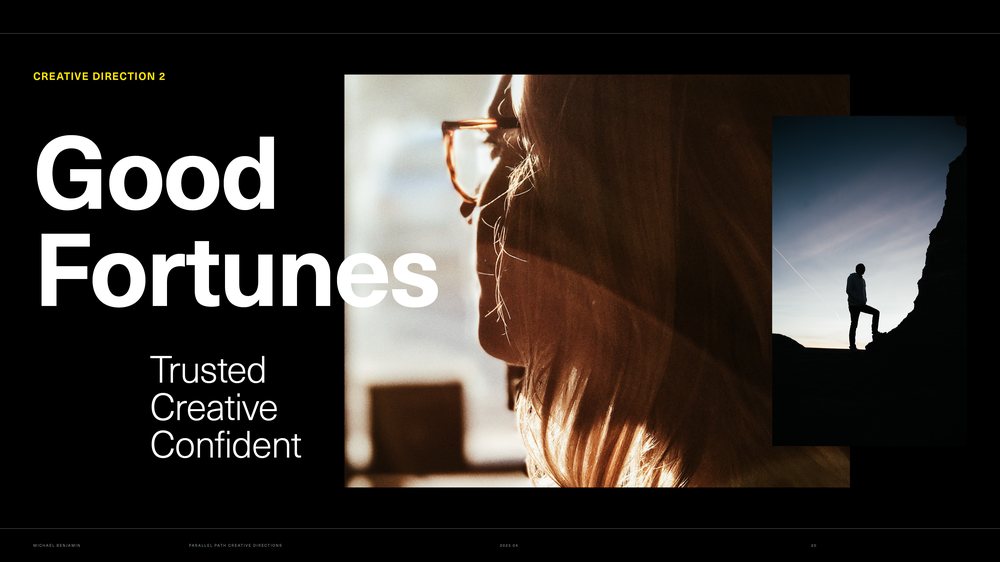 CREATIVE DIRECTION 2
Good
Fortunes
Trusted
Creative
Confident
MICHAEL BENJAMIN
PARALLEL PATH CREATIVE DIRECTIONS